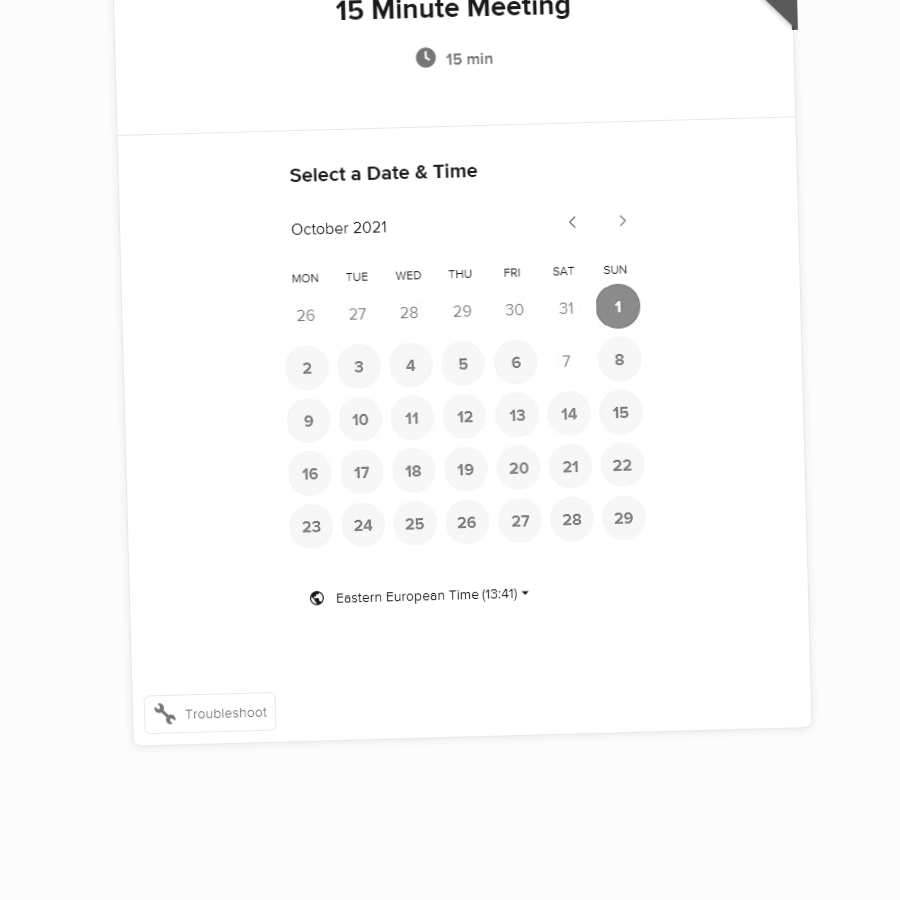 15 Minute Meeting
15 min
Select a Date & Time
October 2021
MON TUE WED THU FRI SAT SUN
26 27 28 29 30 31 1
2 3 4 5 6 7 8
9 10 11 12 13 14 15
16 17 18 19 20 21 22
23 24 25 26 27 28 29
Eastern European Time (13:41)
Troubleshoot